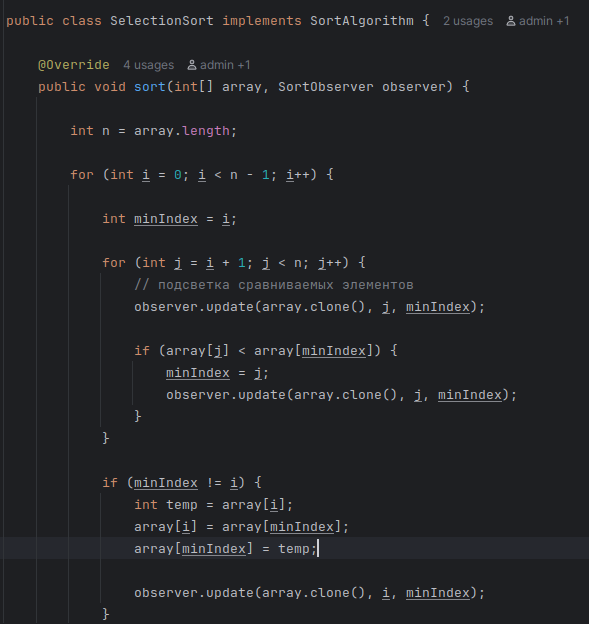 public class SelectionSort implements SortAlgorithm { 2 usages admin +1
@Override 4 usages admin +1
public void sort(int[] array, SortObserver observer) {
int n = array.length;
for (int i = 0; i < n - 1; i++) {
int minIndex = i;
for (int j = i + 1; j < n; j++) {
// подсветка сравниваемых элементов
observer.update(array.clone(), j, minIndex);
if (array[j] < array[minIndex]) {
minIndex = j;
observer.update(array.clone(), j, minIndex);
}
}
if (minIndex != i) {
int temp = array[i];
array[i] = array[minIndex];
array[minIndex] = temp;
observer.update(array.clone(), i, minIndex);
}